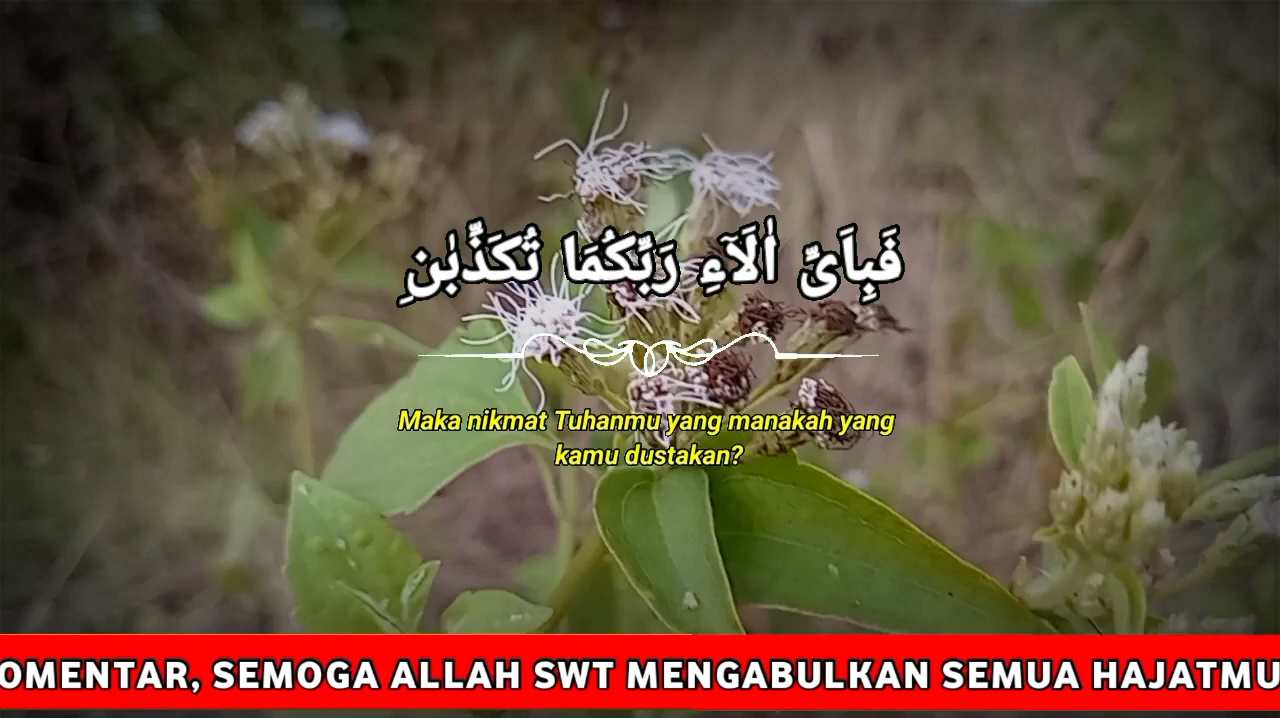 فَبِاَيِّ اٰلَاۤءِ رَبِّكُمَا تُكَذِّبٰنِ
Maka nikmat Tuhanmu yang manakah yang
kamu dustakan?
OMENTAR, SEMOGA ALLAH SWT MENGABULKAN SEMUA HAJATMU